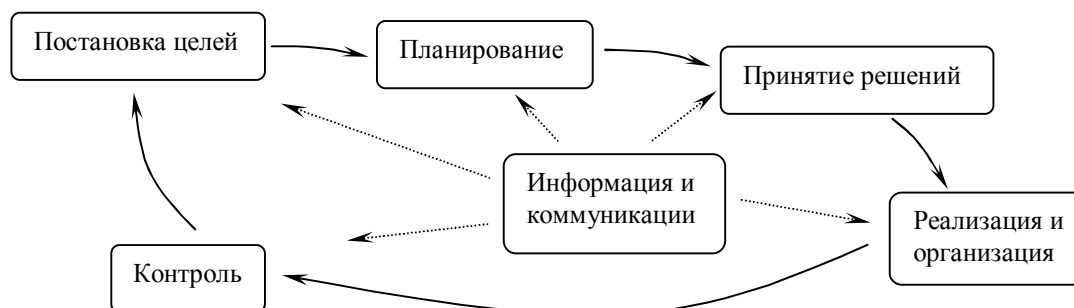 Постановка целей
Планирование
Принятие решений
Информация и
коммуникации
Реализация и
организация
Контроль